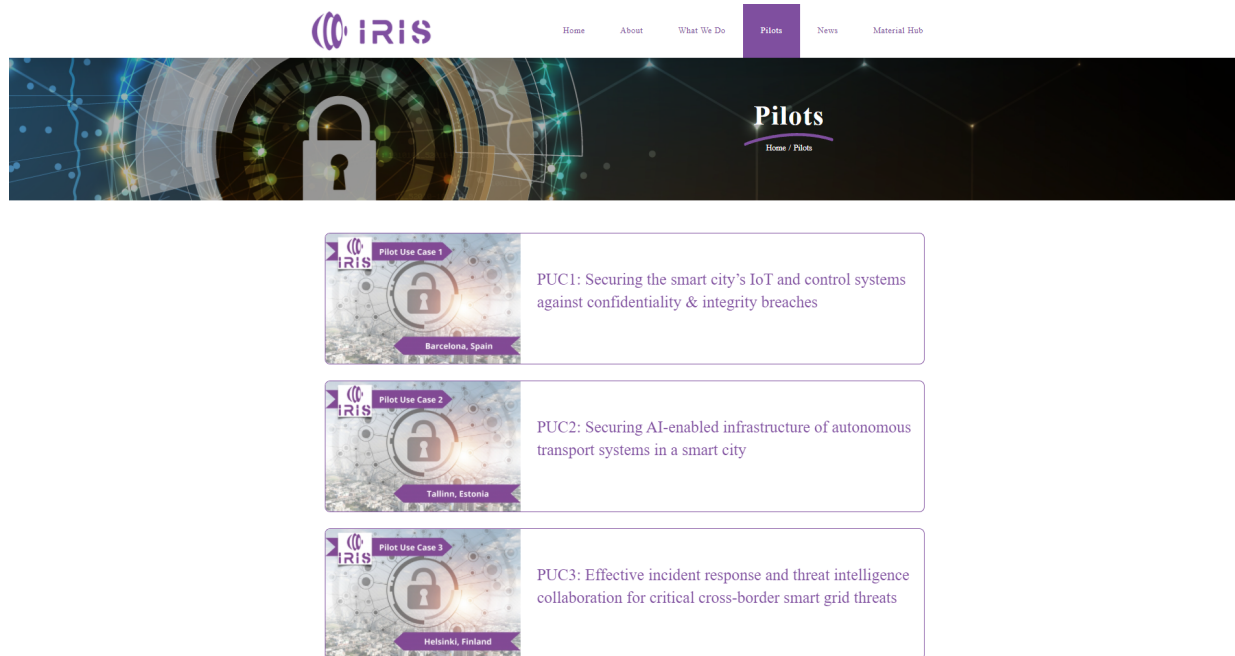 IRIS
Home About What We Do Pilots News Material Hub
Pilots
Home / Pilots
IRIS
Pilot Use Case 1
Barcelona, Spain
PUC1: Securing the smart city’s IoT and control systems
against confidentiality & integrity breaches
IRIS
Pilot Use Case 2
Tallinn, Estonia
PUC2: Securing AI-enabled infrastructure of autonomous
transport systems in a smart city
IRIS
Pilot Use Case 3
Helsinki, Finland
PUC3: Effective incident response and threat intelligence
collaboration for critical cross-border smart grid threats